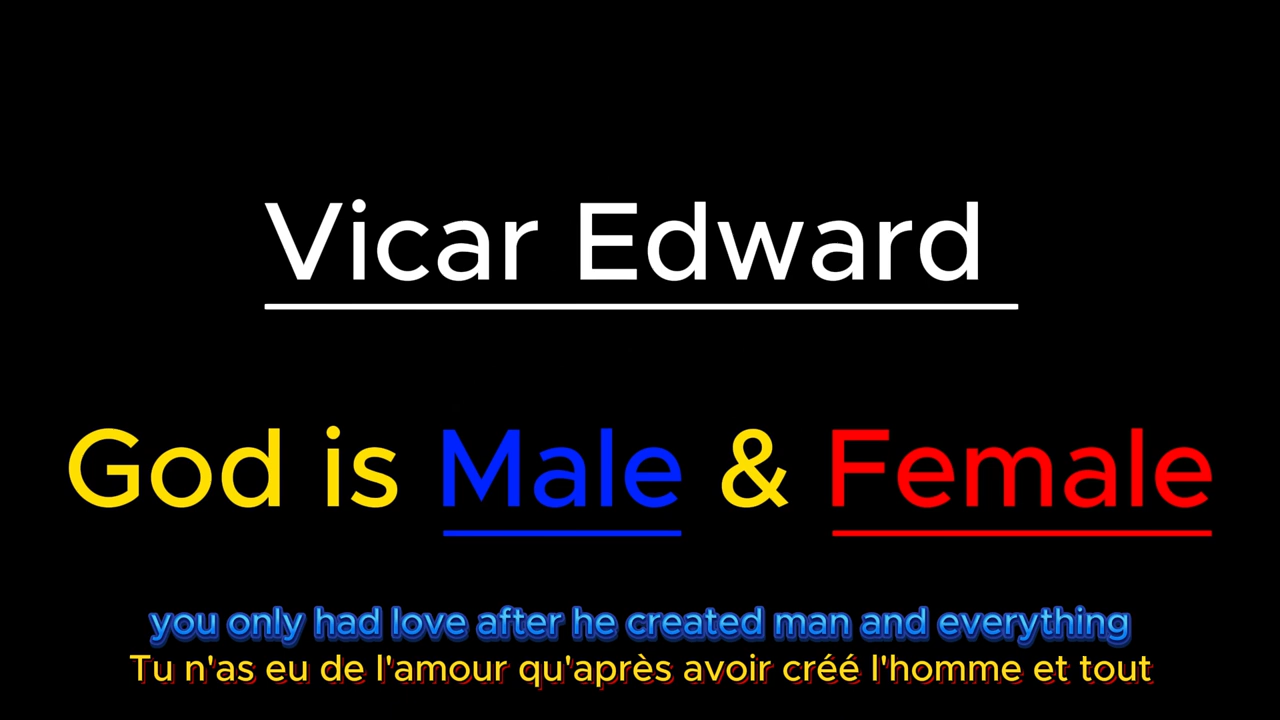 Vicar Edward
God is Male & Female
you only had love after he created man and everything
Tu n'as eu de l'amour qu'après avoir créé l'homme et tout